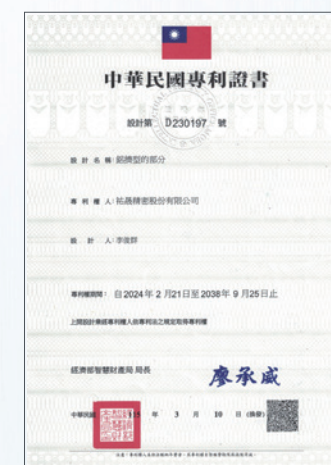 中華民國專利證書
設計第 D230197 號
設計名稱：鋁擠型的部分
專利權人：祐晟精密股份有限公司
設計人：李俊群
專利權期間：自2024年2月21日至2038年9月25日止
上開設計業經專利權人依專利法之規定取得專利權
經濟部智慧財產局局長
廖承威
中華民國 115 年 3 月 10 日 (換發)